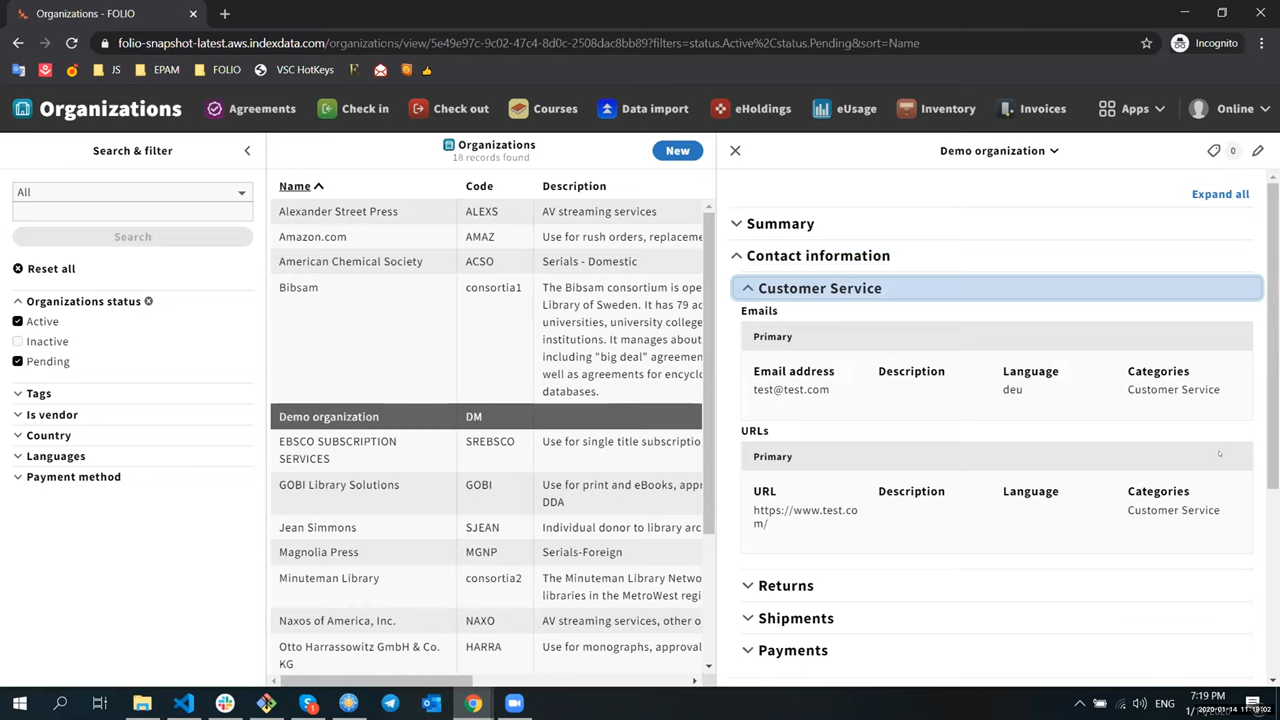 Organizations - FOLIO
folio-snapshot-latest.aws.indexdata.com/organizations/view/5e49e97c-9c02-47c4-8d0c-2508dac8bb89?filters=status.Active%2Cstatus.Pending&sort=Name
Incognito
JS
EPAM
FOLIO
VSC HotKeys
Organizations
Agreements
Check in
Check out
Courses
Data import
eHoldings
eUsage
Inventory
Invoices
Apps
Online
Search & filter
All
Search
Reset all
Organizations status
Active
Inactive
Pending
Tags
Is vendor
Country
Languages
Payment method
Organizations
18 records found
New
Name Code Description
Alexander Street Press ALEXS AV streaming services
Amazon.com AMAZ Use for rush orders, replaceme
American Chemical Society ACSO Serials - Domestic
Bibsam consortia1 The Bibsam consortium is ope
Library of Sweden. It has 79 ac
universities, university college
institutions. It manages about
including "big deal" agreemen
well as agreements for encyclo
databases.
Demo organization DM
EBSCO SUBSCRIPTION SREBSCO Use for single title subscriptio
SERVICES
GOBI Library Solutions GOBI Use for print and eBooks, appr
DDA
Jean Simmons SJEAN Individual donor to library arc
Magnolia Press MGNP Serials-Foreign
Minuteman Library consortia2 The Minuteman Library Netwo
libraries in the MetroWest regi
Naxos of America, Inc. NAXO AV streaming services, other o
Otto Harrassowitz GmbH & Co. HARRA Use for monographs, approval
KG
Demo organization
0
Expand all
Summary
Contact information
Customer Service
Emails
Primary
Email address Description Language Categories
test@test.com deu Customer Service
URLs
Primary
URL Description Language Categories
https://www.test.co Customer Service
m/
Returns
Shipments
Payments
7:19 PM
2020-01-14 11:19:02